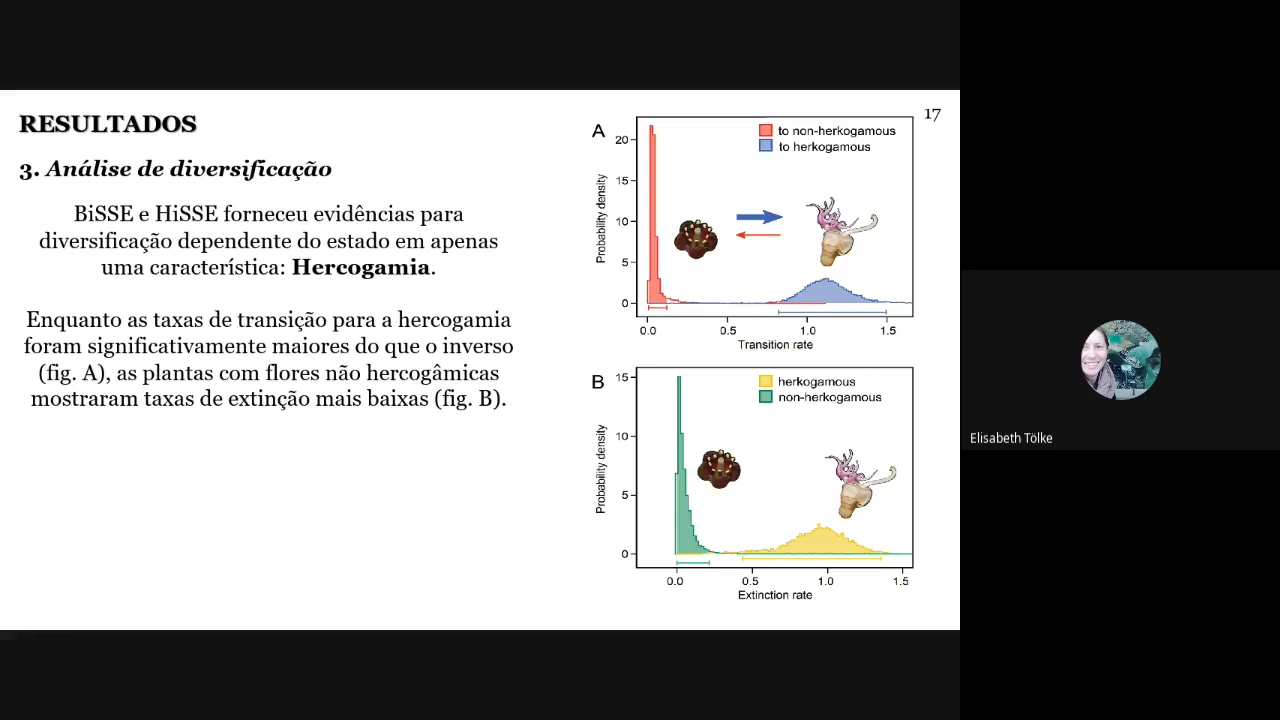 RESULTADOS
17
3. Análise de diversificação
BiSSE e HiSSE forneceu evidências para
diversificação dependente do estado em apenas
uma característica: Hercogamia.
Enquanto as taxas de transição para a hercogamia
foram significativamente maiores do que o inverso
(fig. A), as plantas com flores não hercogâmicas
mostraram taxas de extinção mais baixas (fig. B).
A
to non-herkogamous
to herkogamous
Probability density
20
15
10
5
0
0.0 0.5 1.0 1.5
Transition rate
B
herkogamous
non-herkogamous
Probability density
15
10
5
0
0.0 0.5 1.0 1.5
Extinction rate
Elisabeth Tölke